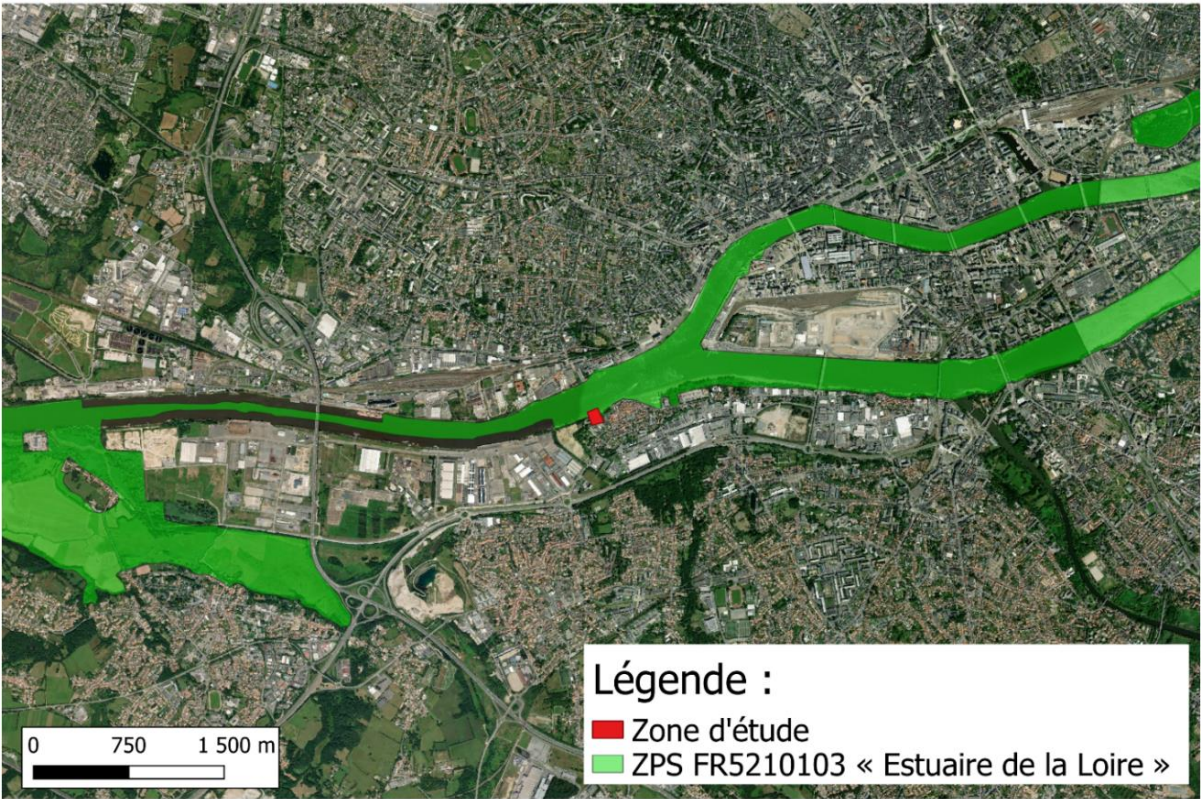 Légende :
Zone d'étude
ZPS FR5210103 « Estuaire de la Loire »
0 750 1 500 m